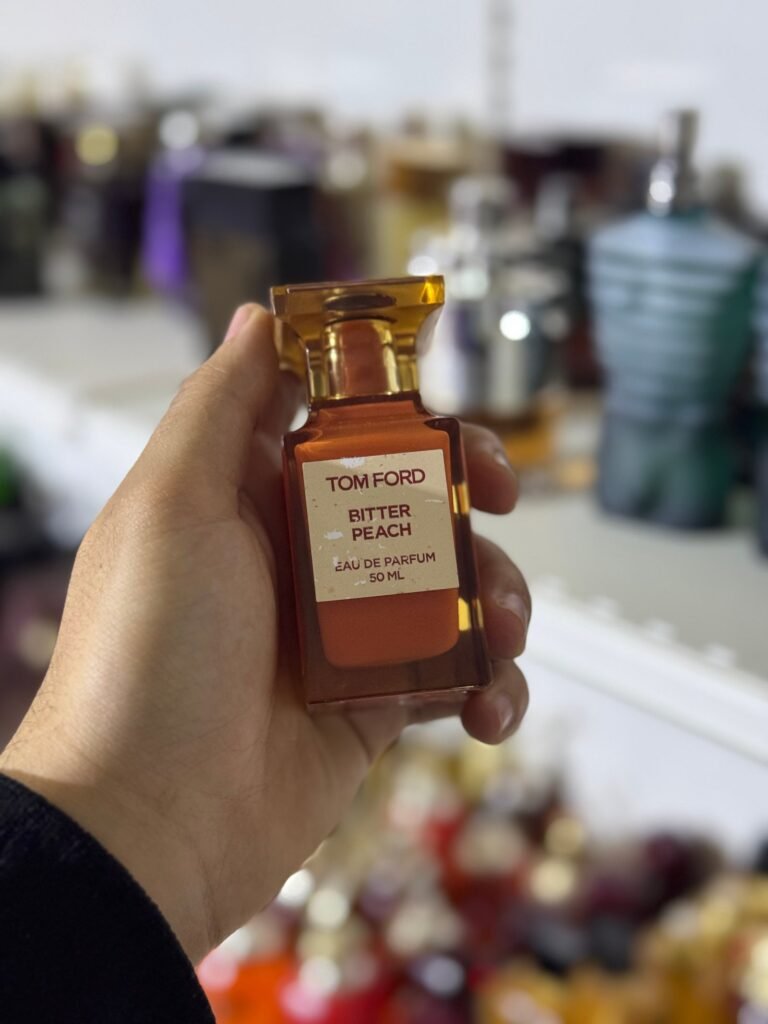 TOM FORD
BITTER
PEACH
EAU DE PARFUM
50 ML